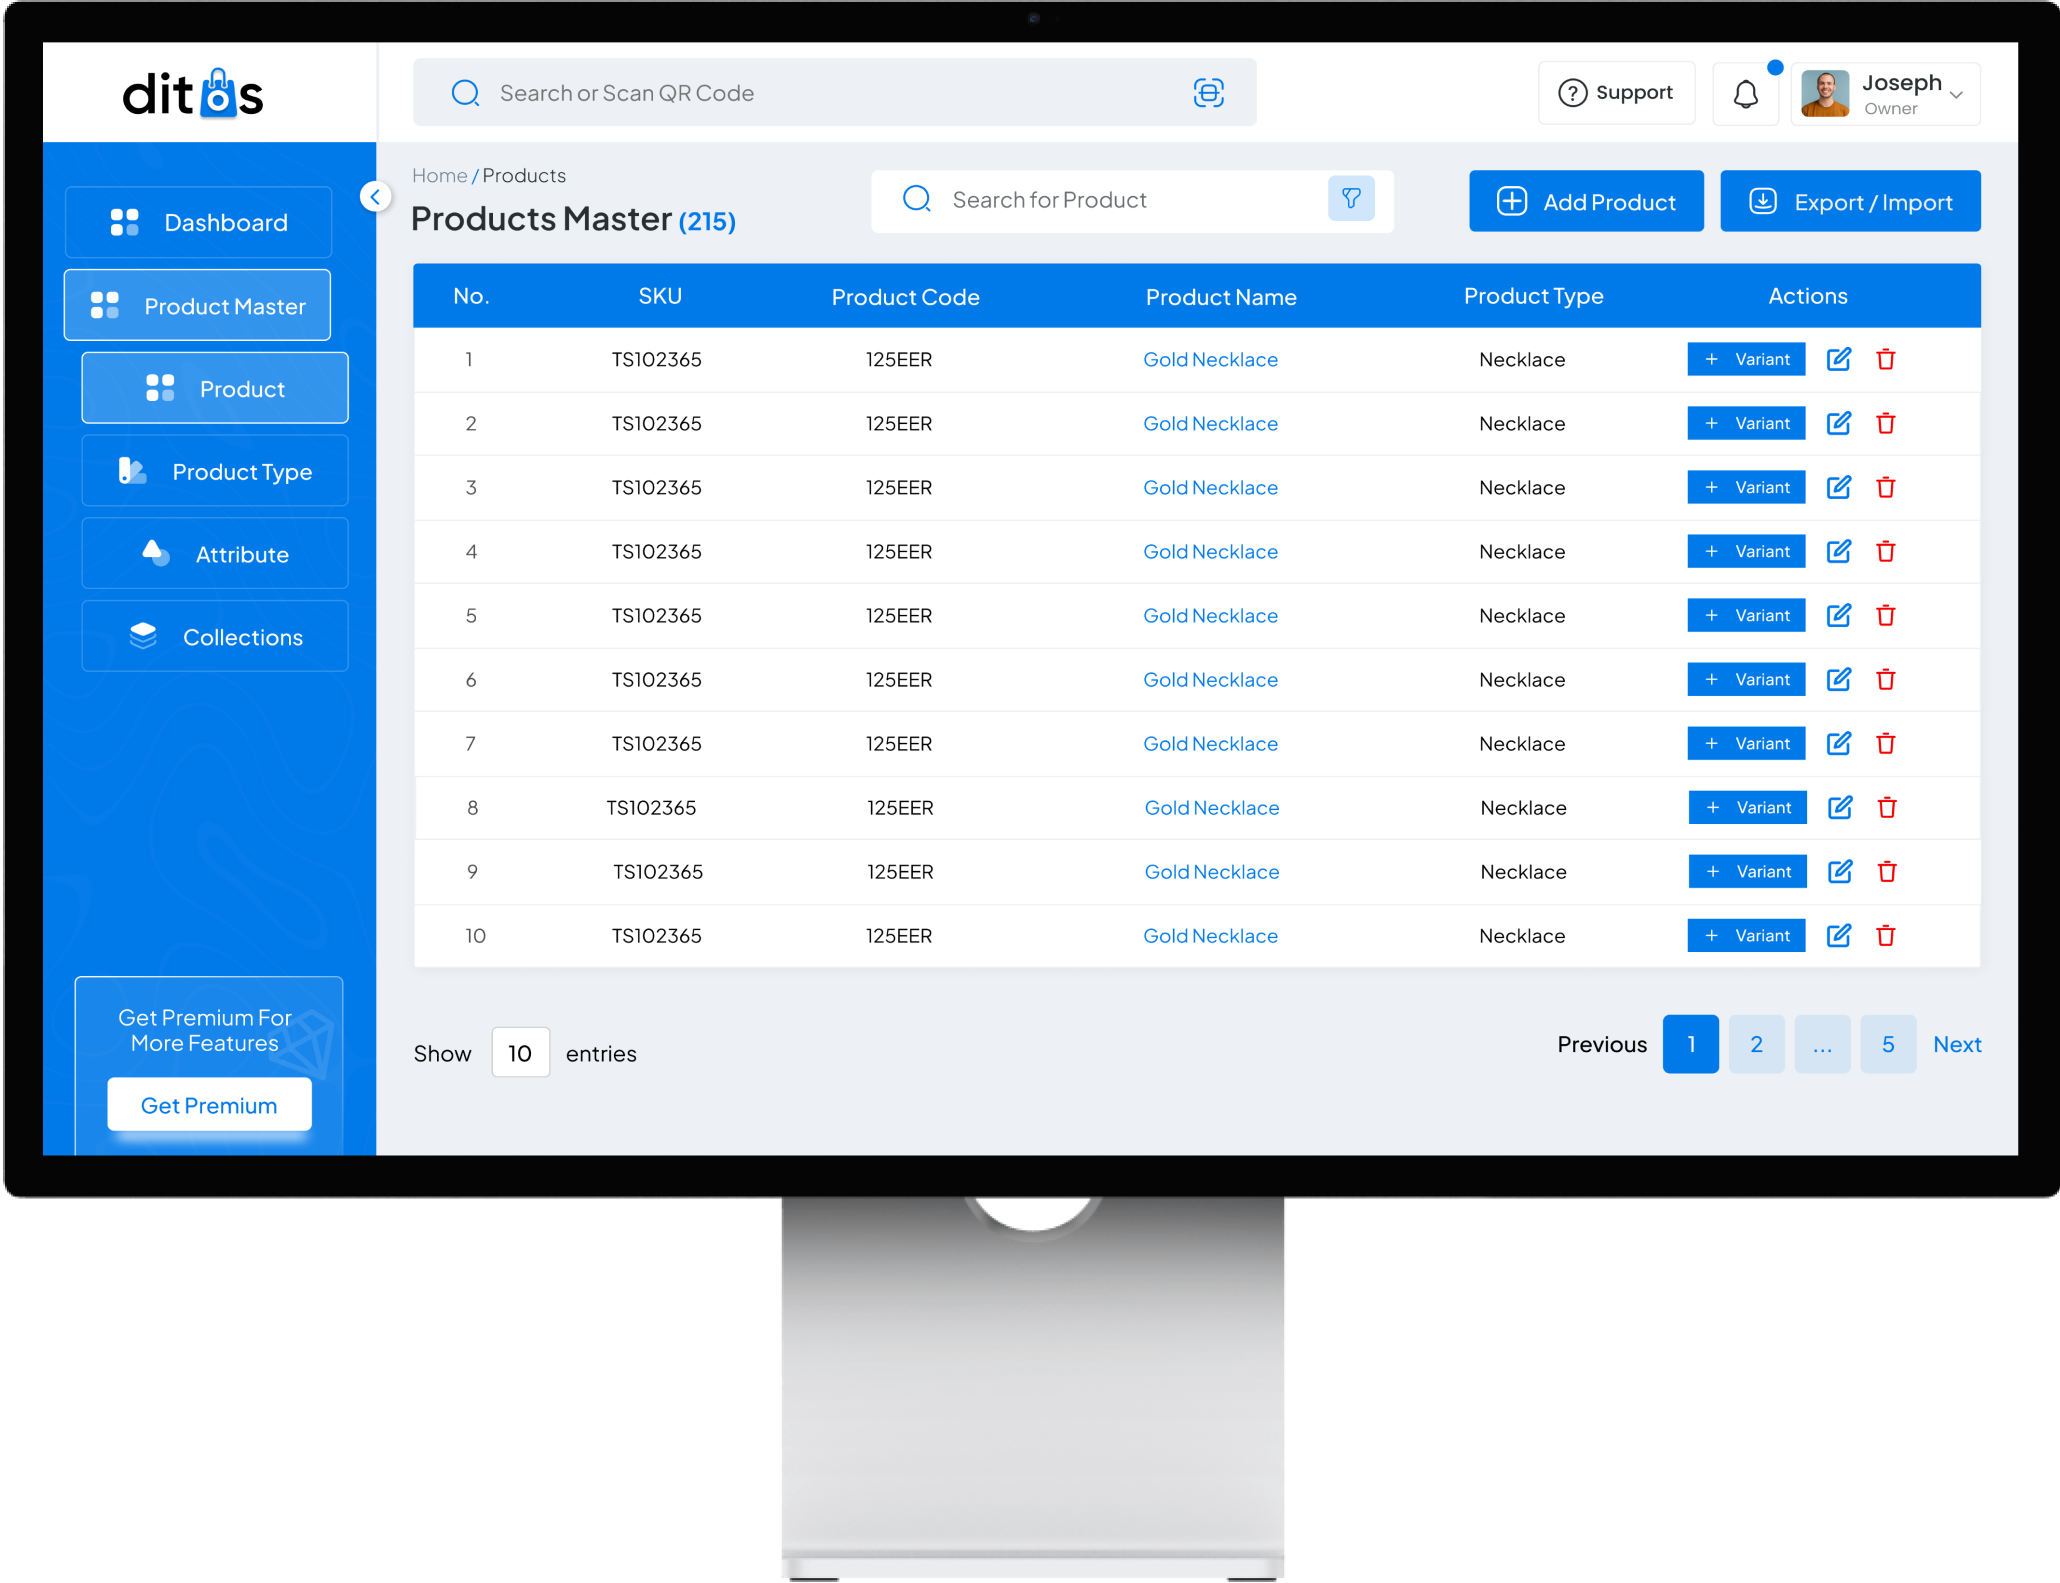 ditos
Search or Scan QR Code
Support
Joseph
Owner
Dashboard
Product Master
Product
Product Type
Attribute
Collections
Get Premium For
More Features
Get Premium
Home / Products
Products Master (215)
Search for Product
Add Product
Export / Import
No. SKU Product Code Product Name Product Type Actions
1 TS102365 125EER Gold Necklace Necklace + Variant
2 TS102365 125EER Gold Necklace Necklace + Variant
3 TS102365 125EER Gold Necklace Necklace + Variant
4 TS102365 125EER Gold Necklace Necklace + Variant
5 TS102365 125EER Gold Necklace Necklace + Variant
6 TS102365 125EER Gold Necklace Necklace + Variant
7 TS102365 125EER Gold Necklace Necklace + Variant
8 TS102365 125EER Gold Necklace Necklace + Variant
9 TS102365 125EER Gold Necklace Necklace + Variant
10 TS102365 125EER Gold Necklace Necklace + Variant
Show 10 entries
Previous 1 2 ... 5 Next